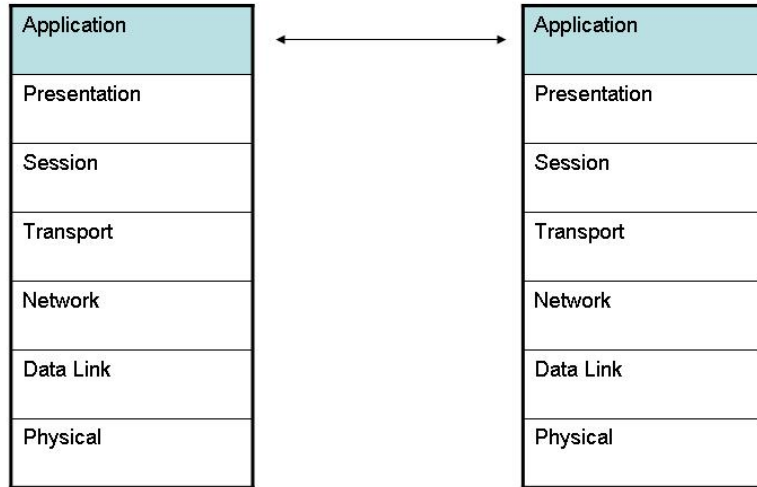 Application
Presentation
Session
Transport
Network
Data Link
Physical
Application
Presentation
Session
Transport
Network
Data Link
Physical